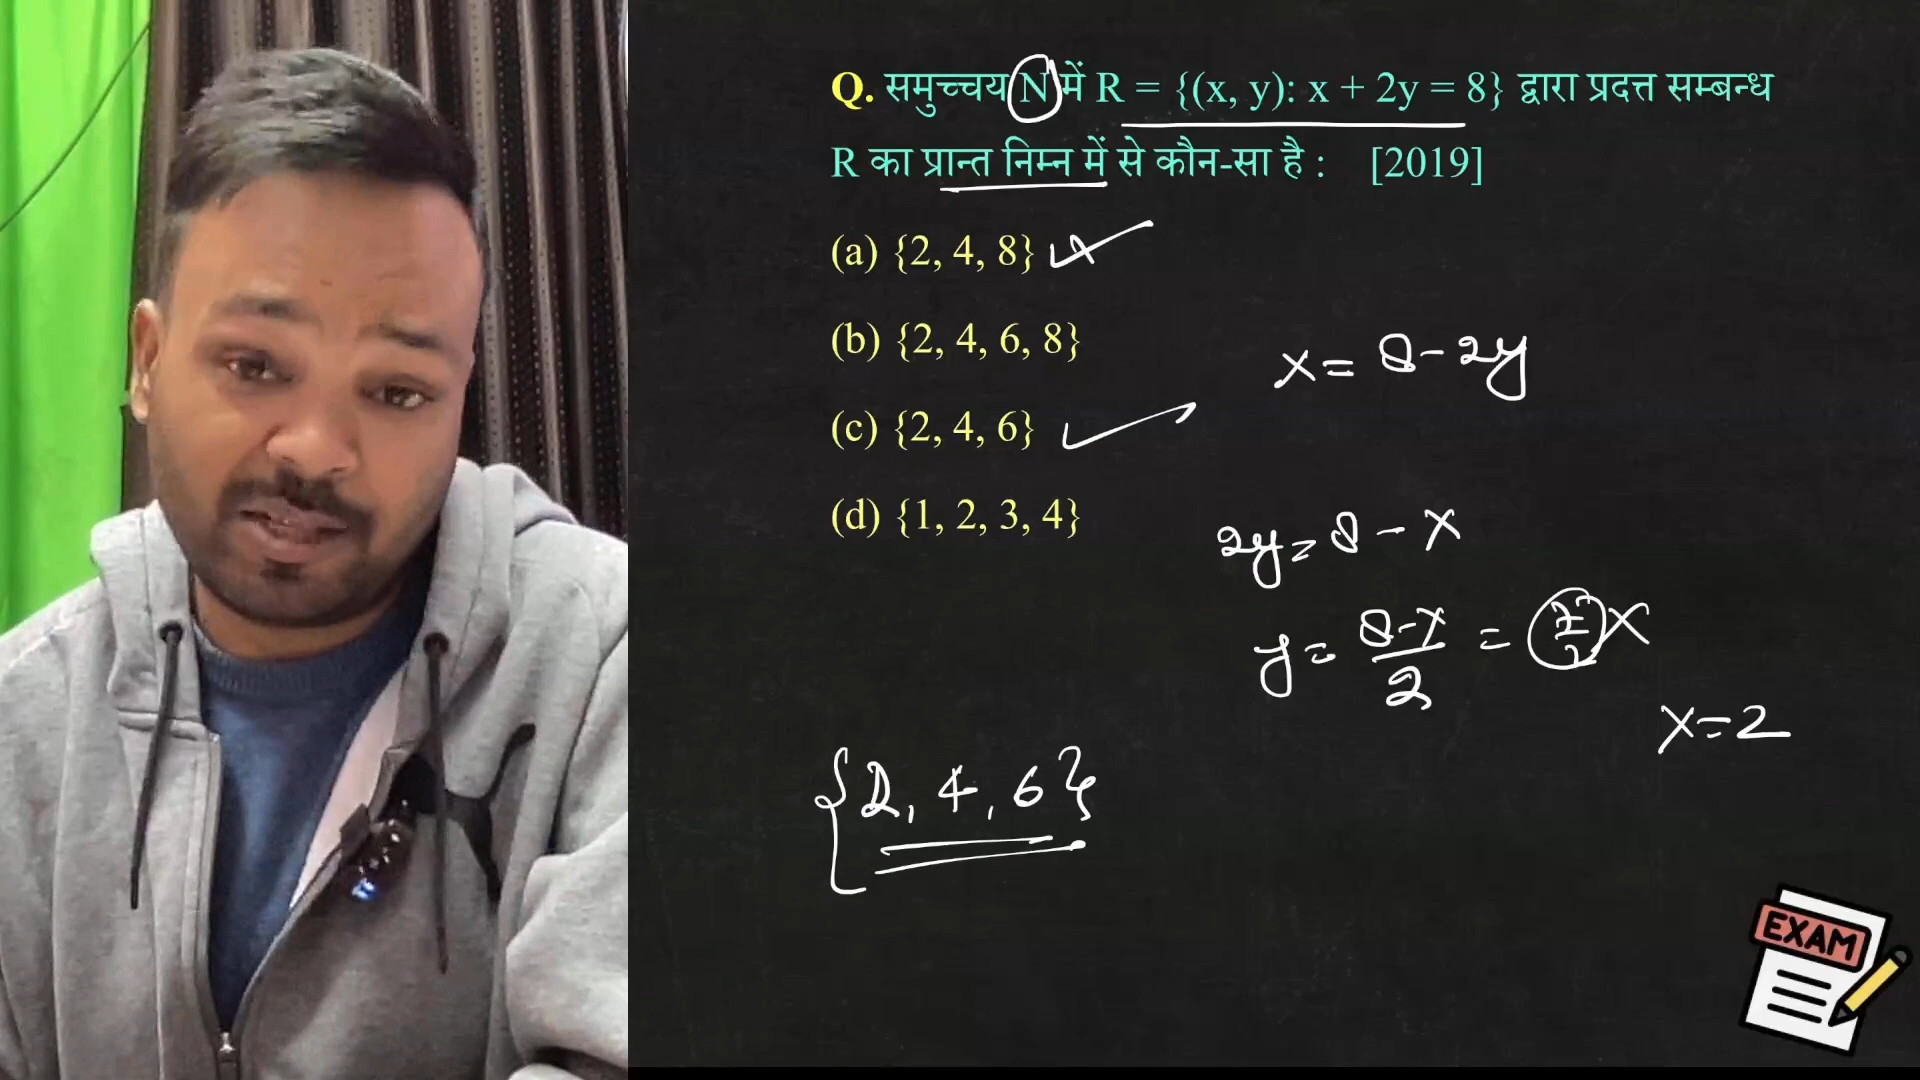 Q. समुच्चय N में R = {(x, y): x + 2y = 8} द्वारा प्रदत्त सम्बन्ध
R का प्रान्त निम्न में से कौन-सा है : [2019]
(a) {2, 4, 8}
(b) {2, 4, 6, 8}
(c) {2, 4, 6}
(d) {1, 2, 3, 4}
x = 8 - 2y
2y = 8 - x
y = (8 - x)/2 =
x = 2
{2, 4, 6}
EXAM